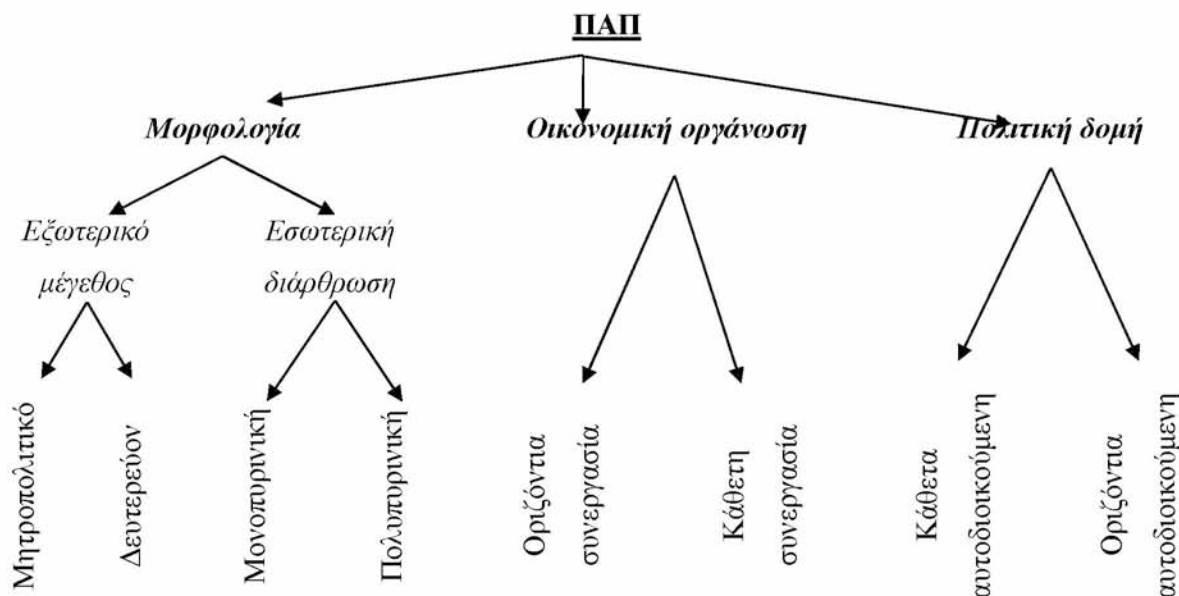 ΠΑΠ
Μορφολογία
Οικονομική οργάνωση
Πολιτική δομή
Εξωτερικό
μέγεθος
Εσωτερική
διάρθρωση
Μητροπολιτικό
Δευτερεύον
Μονοπυρινική
Πολυπυρινική
Οριζόντια
συνεργασία
Κάθετη
συνεργασία
Κάθετα
αυτοδιοικούμενη
Οριζόντια
αυτοδιοικούμενη